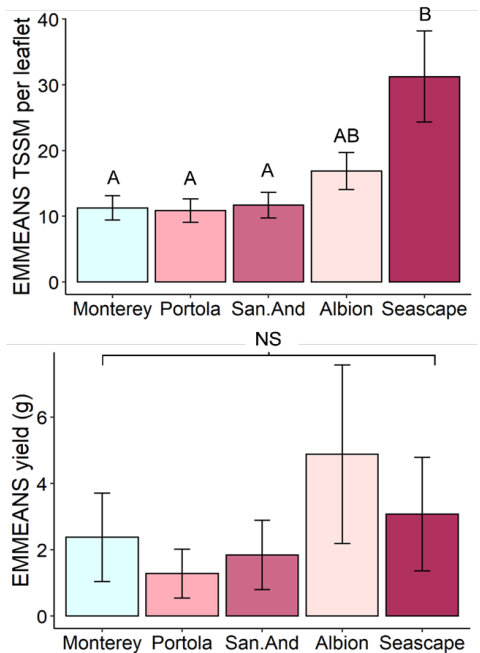 EMMEANS TSSM per leaflet
40
30
20
10
0
A
A
A
AB
B
Monterey Portola San.And Albion Seascape
NS
EMMEANS yield (g)
6
4
2
0
Monterey Portola San.And Albion Seascape